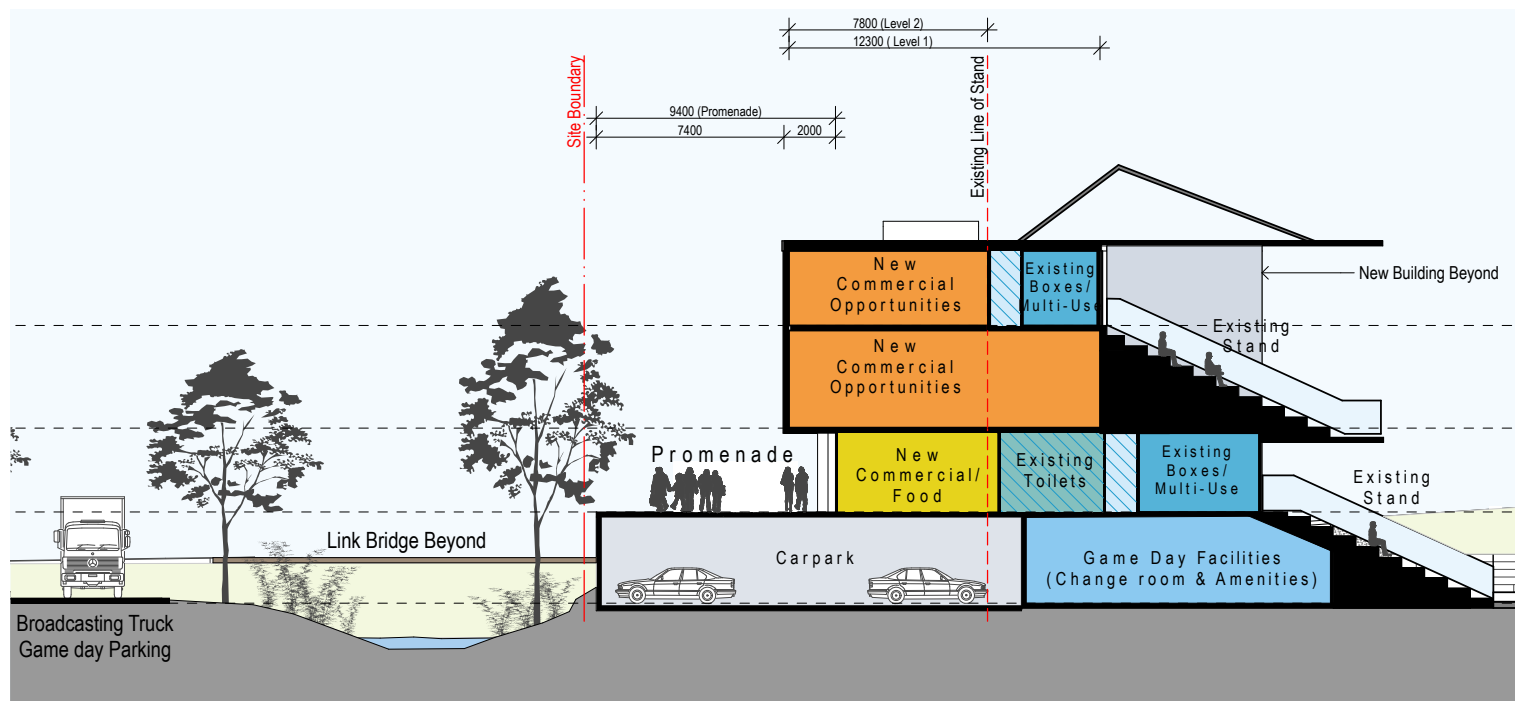 7800 (Level 2)
12300 ( Level 1)
Site Boundary
9400 (Promenade)
7400
2000
Existing Line of Stand
New
Commercial
Opportunities
Existing
Boxes/
Multi-Use
New Building Beyond
New
Commercial
Opportunities
Existing
Stand
Promenade
New
Commercial/
Food
Existing
Toilets
Existing
Boxes/
Multi-Use
Existing
Stand
Link Bridge Beyond
Carpark
Game Day Facilities
(Change room & Amenities)
Broadcasting Truck
Game day Parking